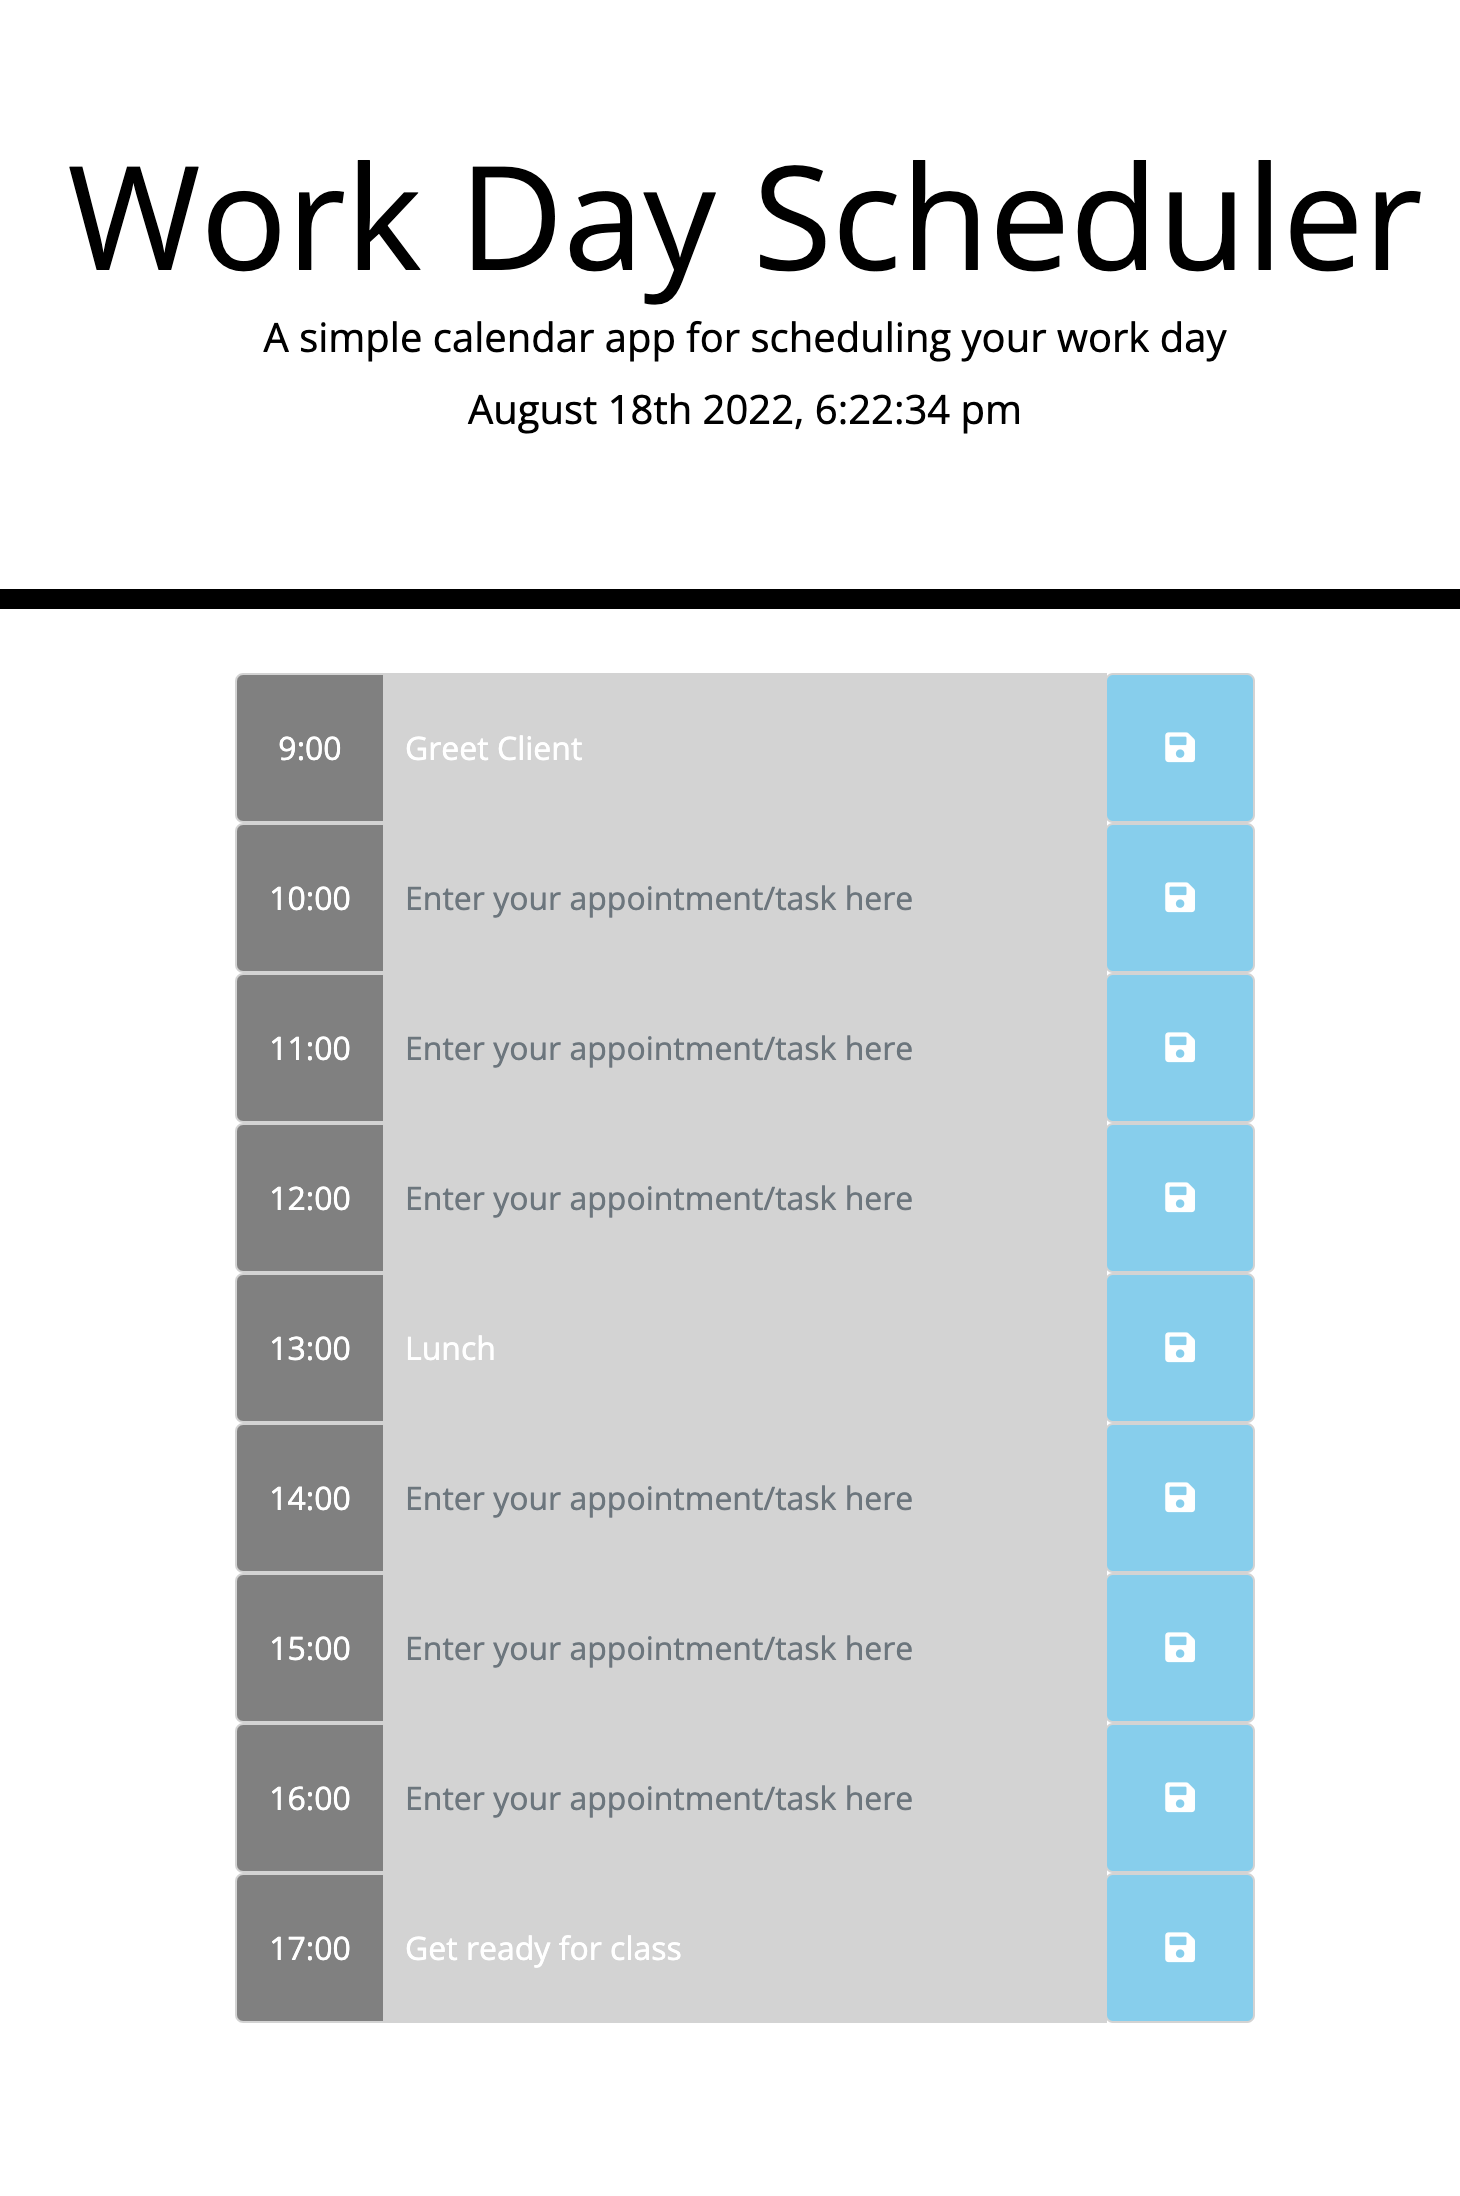 Work Day Scheduler
A simple calendar app for scheduling your work day
August 18th 2022, 6:22:34 pm
9:00 Greet Client
10:00 Enter your appointment/task here
11:00 Enter your appointment/task here
12:00 Enter your appointment/task here
13:00 Lunch
14:00 Enter your appointment/task here
15:00 Enter your appointment/task here
16:00 Enter your appointment/task here
17:00 Get ready for class